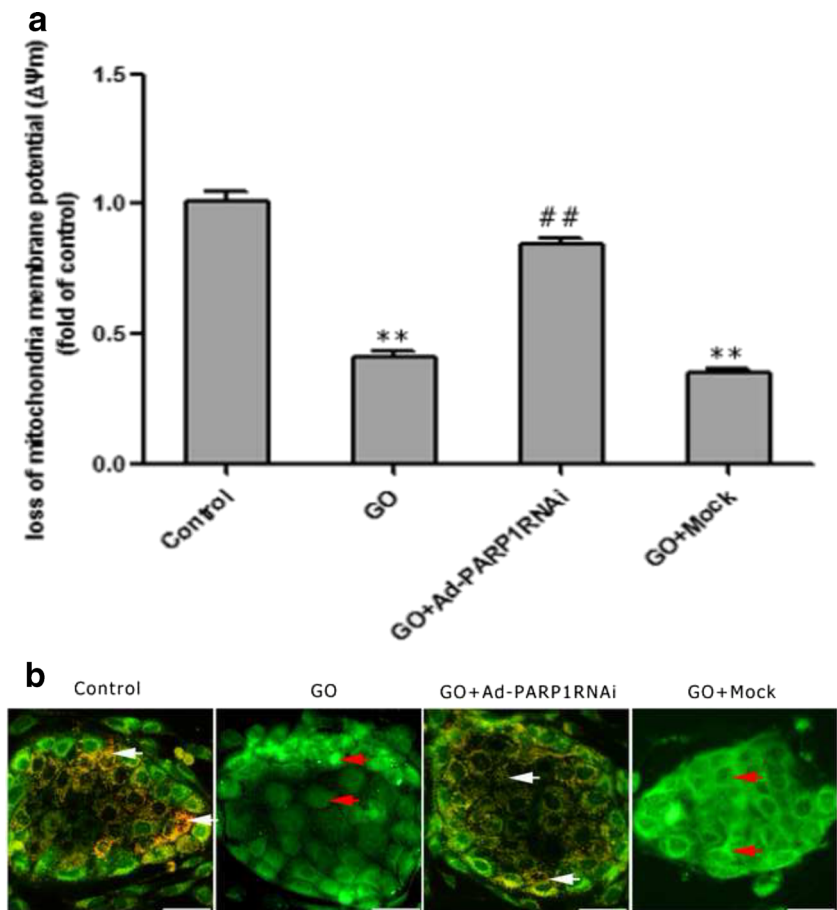 a
loss of mitochondria membrane potential (ΔΨm)
(fold of control)
1.5
1.0
0.5
0.0
**
##
**
Control
GO
GO+Ad-PARP1RNAi
GO+Mock
b
Control
GO
GO+Ad-PARP1RNAi
GO+Mock